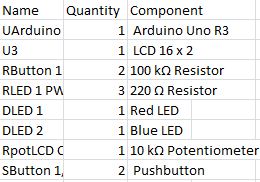 Name Quantity Component
UArduino 1 Arduino Uno R3
U3 1 LCD 16 x 2
RButton 1 2 100 kΩ Resistor
RLED 1 PW 3 220 Ω Resistor
DLED 1 1 Red LED
DLED 2 1 Blue LED
RpotLCD C 1 10 kΩ Potentiometer
SButton 1, 2 Pushbutton